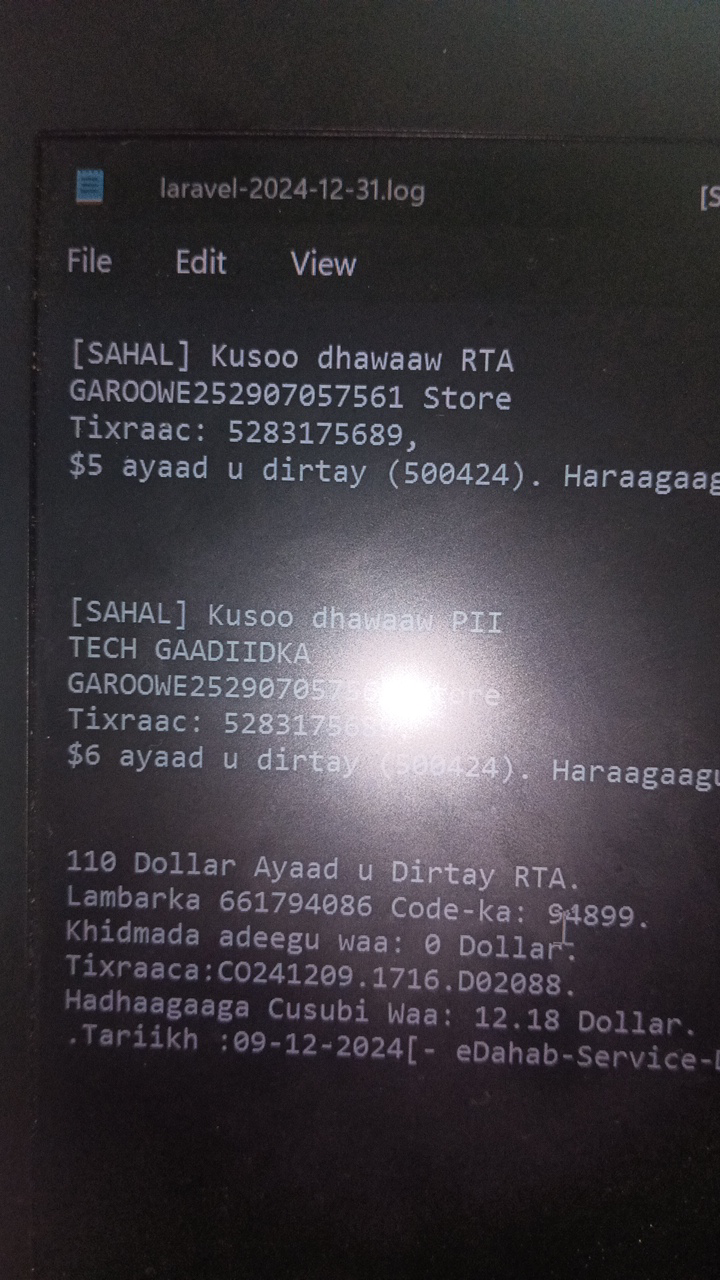 laravel-2024-12-31.log
[S
File Edit View
[SAHAL] Kusoo dhawaaw RTA
GAROOWE252907057561 Store
Tixraac: 5283175689,
$5 ayaad u dirtay (500424). Haraagaag
[SAHAL] Kusoo dhawaaw PII
TECH GAADIIDKA
Tixraac:
$6 ayaad u dirtay (500424). Haraagaagu
110 Dollar Ayaad u Dirtay RTA.
Lambarka 661794086 Code-ka: 94899.
Khidmada adeegu waa: 0 Dollar.
Tixraaca:CO241209.1716.D02088.
Hadhaagaaga Cusubi Waa: 12.18 Dollar.
.Tariikh :09-12-2024[- eDahab-Service-